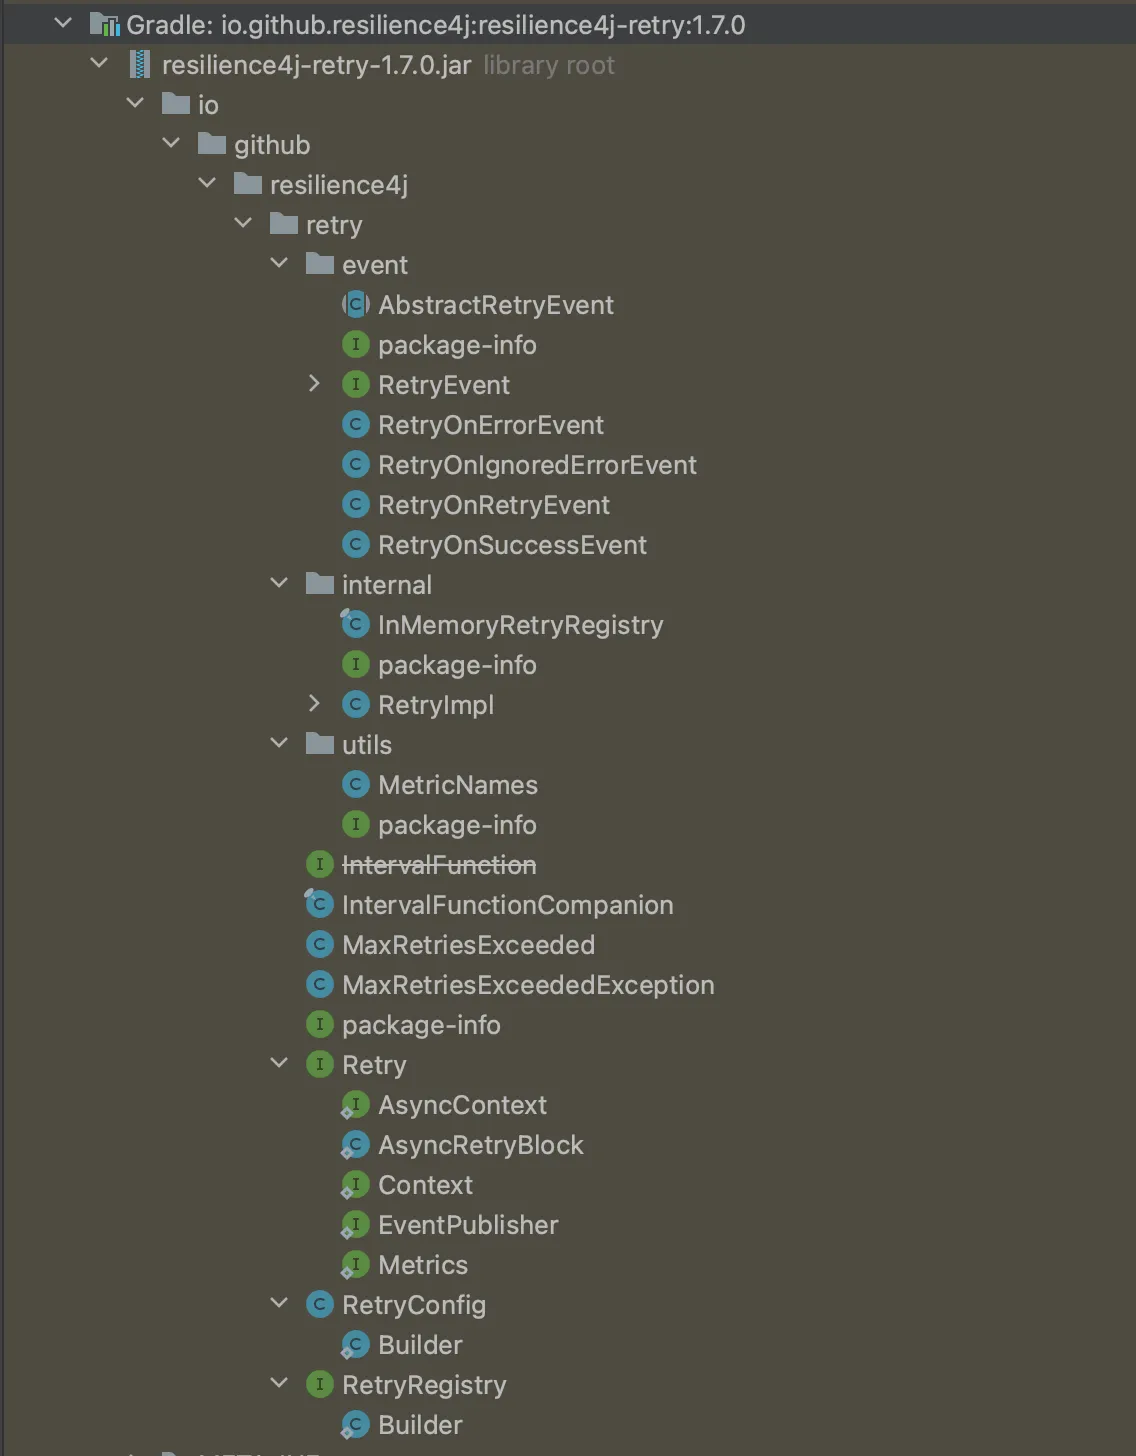 Gradle: io.github.resilience4j:resilience4j-retry:1.7.0
resilience4j-retry-1.7.0.jar library root
io
github
resilience4j
retry
event
AbstractRetryEvent
package-info
RetryEvent
RetryOnErrorEvent
RetryOnIgnoredErrorEvent
RetryOnRetryEvent
RetryOnSuccessEvent
internal
InMemoryRetryRegistry
package-info
RetryImpl
utils
MetricNames
package-info
IntervalFunction
IntervalFunctionCompanion
MaxRetriesExceeded
MaxRetriesExceededException
package-info
Retry
AsyncContext
AsyncRetryBlock
Context
EventPublisher
Metrics
RetryConfig
Builder
RetryRegistry
Builder